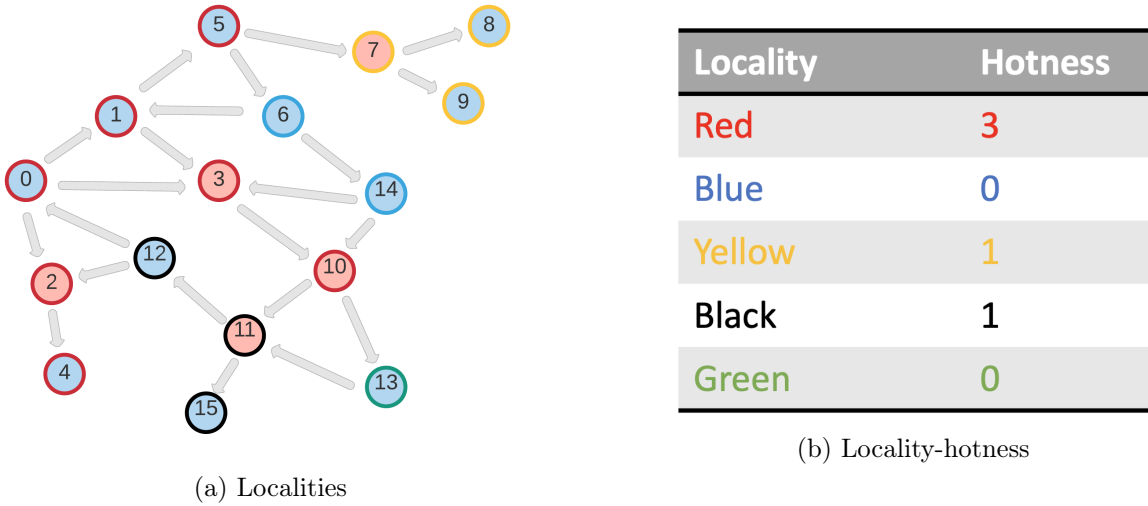 5
8
7
9
1
6
0
3
14
12
2
10
11
4
13
15
(a) Localities
Locality Hotness
Red 3
Blue 0
Yellow 1
Black 1
Green 0
(b) Locality-hotness